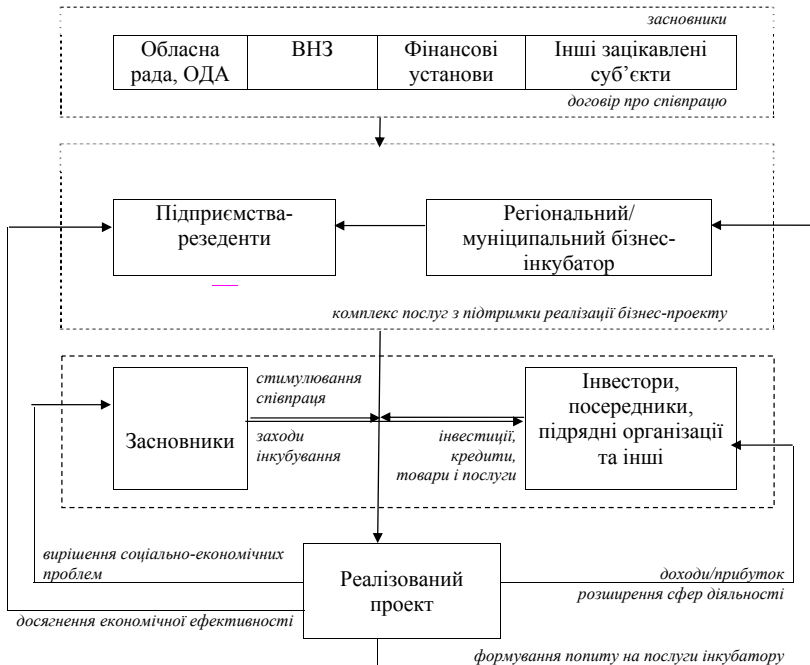 засновники
Обласна
рада, ОДА
ВНЗ
Фінансові
установи
Інші зацікавлені
суб’єкти
договір про співпрацю
Підприємства-
резеденти
Регіональний/
муніципальний бізнес-
інкубатор
комплекс послуг з підтримки реалізації бізнес-проекту
Засновники
стимулювання
співпраця
заходи
інкубування
інвестиції,
кредити,
товари і послуги
Інвестори,
посередники,
підрядні організації
та інші
вирішення соціально-економічних
проблем
Реалізований
проект
доходи/прибуток
розширення сфер діяльності
досягнення економічної ефективності
формування попиту на послуги інкубатору